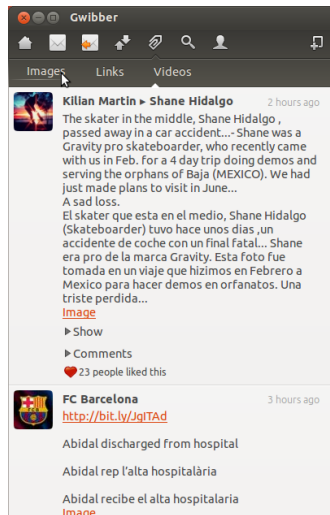 Gwibber
Images Links Videos
Kilian Martin ▸ Shane Hidalgo 2 hours ago
The skater in the middle, Shane Hidalgo ,
passed away in a car accident...- Shane was a
Gravity pro skateboarder, who recently came
with us in Feb. for a 4 day trip doing demos and
serving the orphans of Baja (MEXICO). We had
just made plans to visit in June...
A sad loss.
El skater que esta en el medio, Shane Hidalgo
(Skateboarder) tuvo hace unos dias ,un
accidente de coche con un final fatal... Shane
era pro de la marca Gravity. Esta foto fue
tomada en un viaje que hizimos en Febrero a
Mexico para hacer demos en orfanatos. Una
triste perdida...
Image
Show
Comments
23 people liked this
FC Barcelona 3 hours ago
http://bit.ly/JqITAd
Abidal discharged from hospital
Abidal rep l'alta hospitalària
Abidal recibe el alta hospitalaria
Image